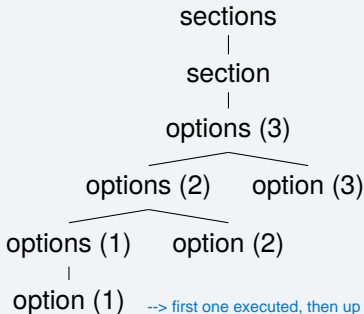 sections
section
options (3)
options (2) option (3)
options (1) option (2)
option (1) --> first one executed, then up